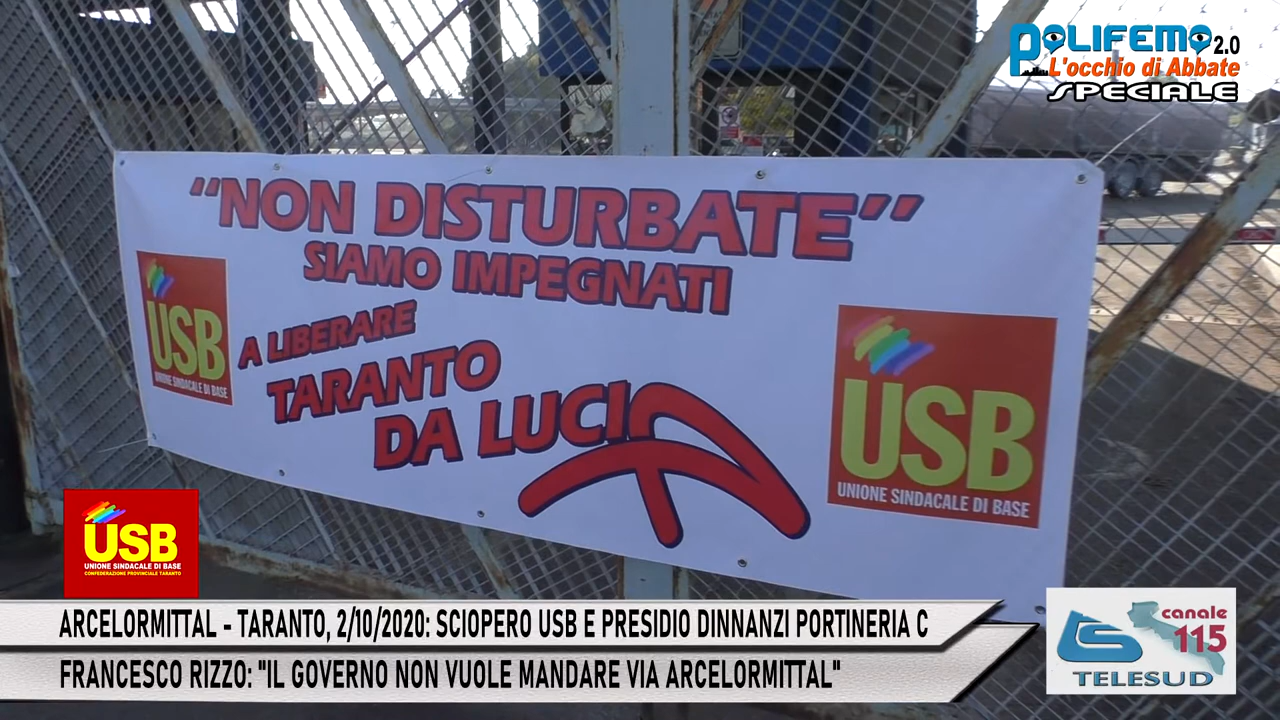 POLIFEMO 2.0
L'occhio di Abbate
SPECIALE
“NON DISTURBATE”
SIAMO IMPEGNATI
A LIBERARE
TARANTO
DA LUCI
USB
UNIONE SINDACALE DI BASE
USB
UNIONE SINDACALE DI BASE
USB
UNIONE SINDACALE DI BASE
CONFEDERAZIONE PROVINCIALE TARANTO
ARCELORMITTAL – TARANTO, 2/10/2020: SCIOPERO USB E PRESIDIO DINNANZI PORTINERIA C
FRANCESCO RIZZO: "IL GOVERNO NON VUOLE MANDARE VIA ARCELORMITTAL"
canale
115
TELESUD